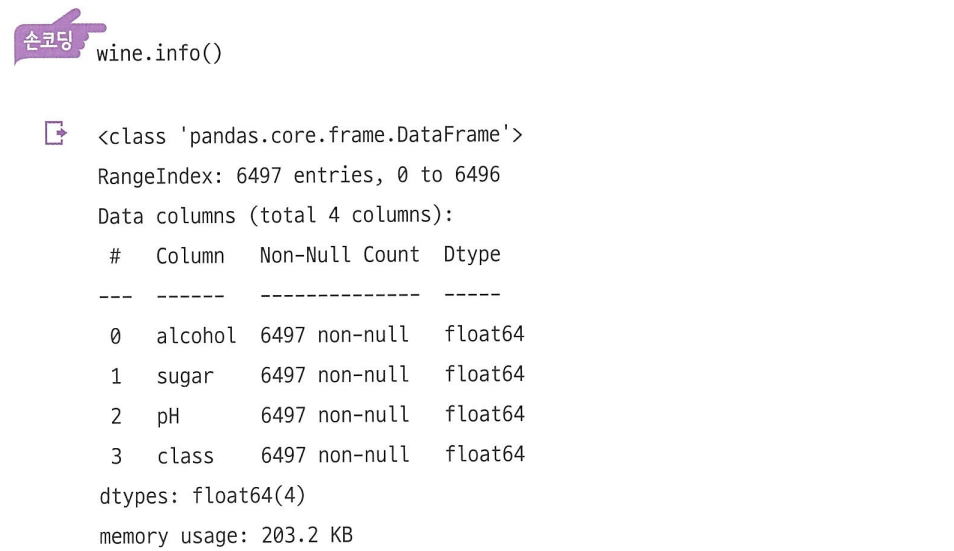 손코딩
wine.info()
<class 'pandas.core.frame.DataFrame'>
RangeIndex: 6497 entries, 0 to 6496
Data columns (total 4 columns):
#   Column   Non-Null Count  Dtype
---  ------   --------------  -----
0   alcohol  6497 non-null   float64
1   sugar    6497 non-null   float64
2   pH       6497 non-null   float64
3   class    6497 non-null   float64
dtypes: float64(4)
memory usage: 203.2 KB